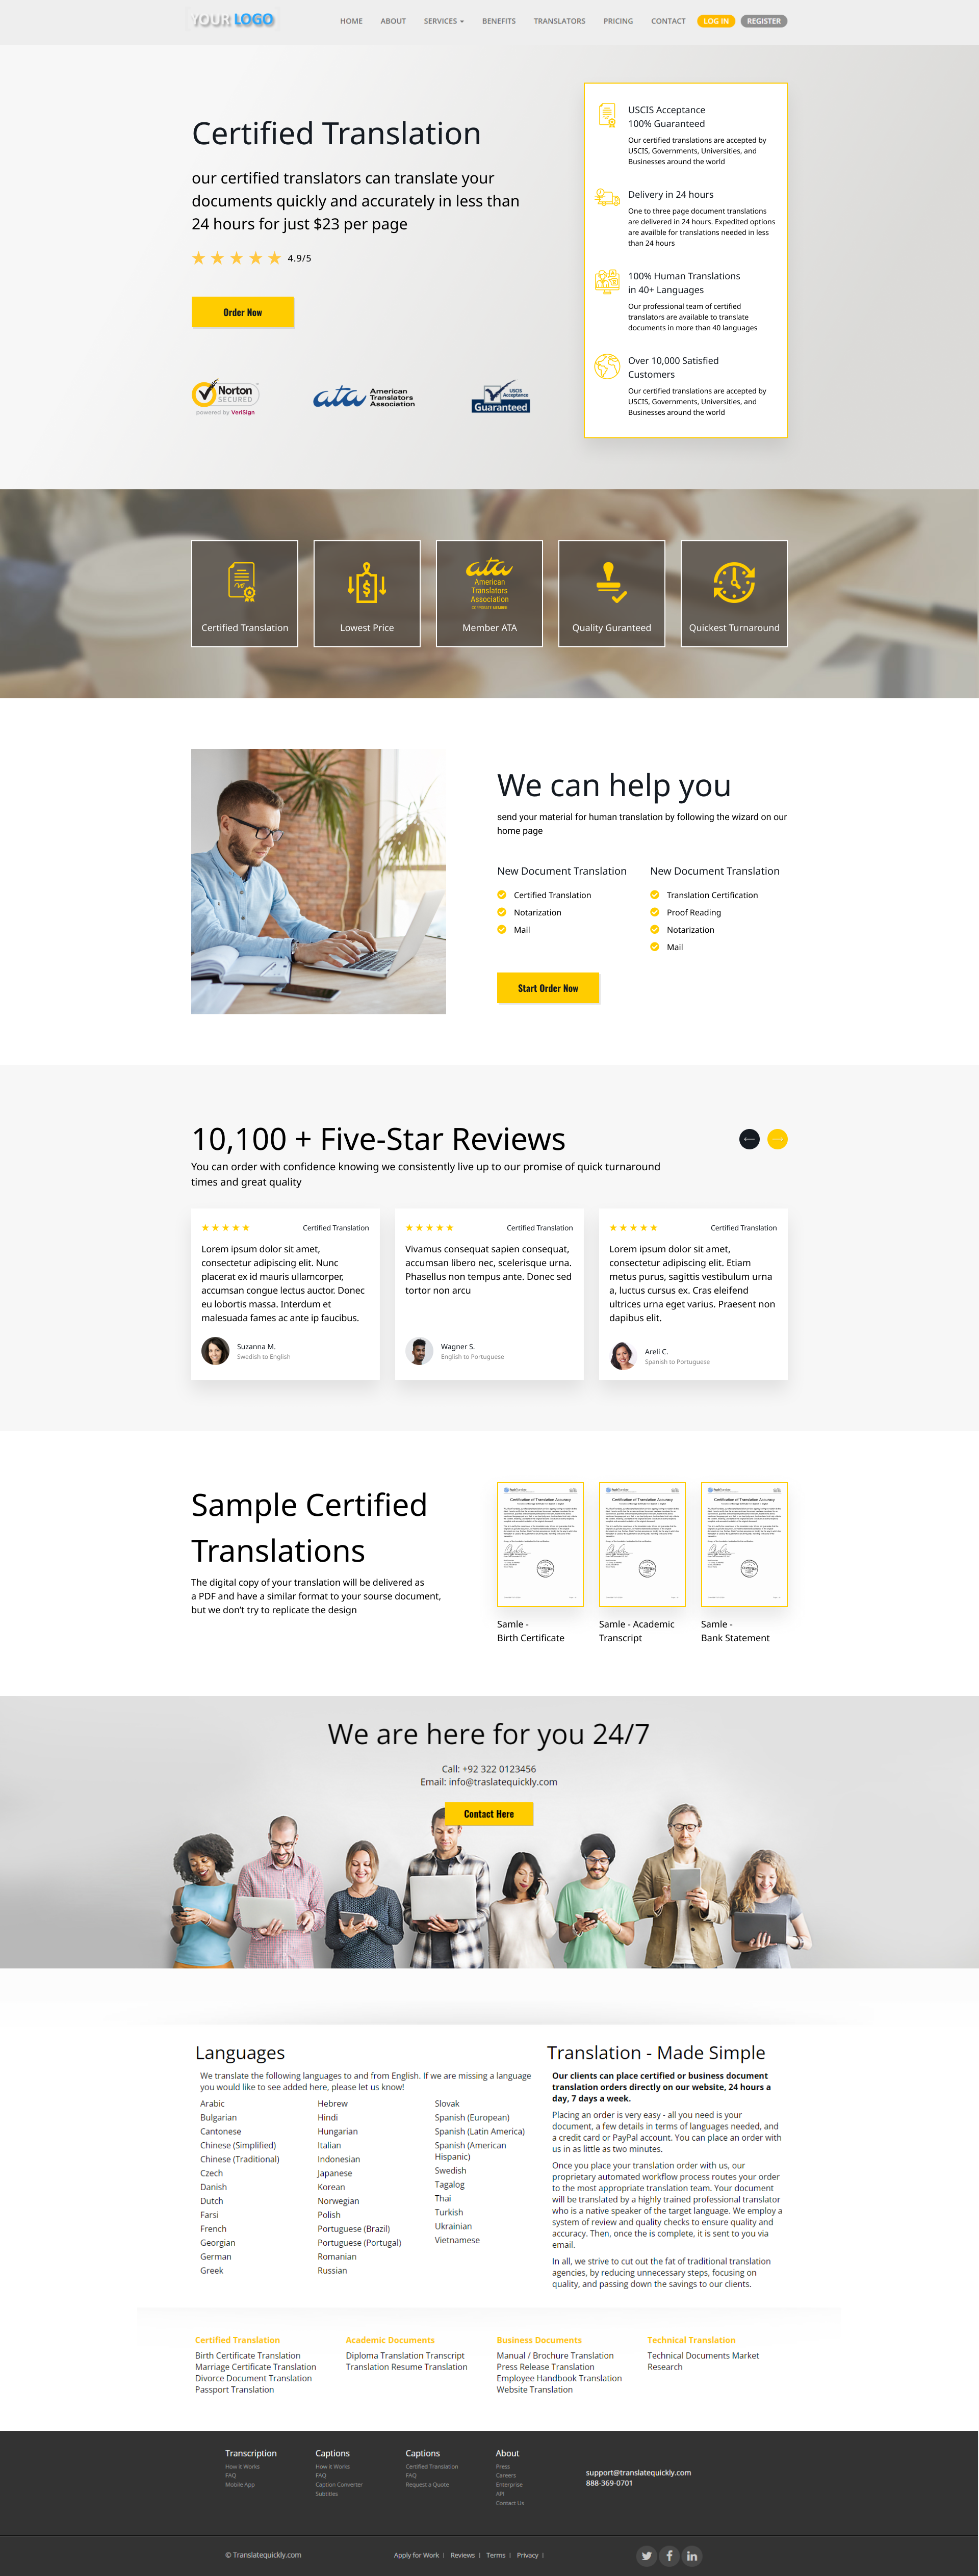 YOUR LOGO
HOME ABOUT SERVICES BENEFITS TRANSLATORS PRICING CONTACT LOG IN REGISTER
Certified Translation
our certified translators can translate your
documents quickly and accurately in less than
24 hours for just $23 per page
4.9/5
Order Now
Norton
SECURED
powered by VeriSign
ata American
Translators
Association
USCIS
Acceptance
Guaranteed
USCIS Acceptance
100% Guaranteed
Our certified translations are accepted by
USCIS, Governments, Universities, and
Businesses around the world
Delivery in 24 hours
One to three page document translations
are delivered in 24 hours. Expedited options
are availble for translations needed in less
than 24 hours
100% Human Translations
in 40+ Languages
Our professional team of certified
translators are available to translate
documents in more than 40 languages
Over 10,000 Satisfied
Customers
Our certified translations are accepted by
USCIS, Governments, Universities, and
Businesses around the world
Certified Translation
Lowest Price
ata
American
Translators
Association
CORPORATE MEMBER
Member ATA
Quality Guranteed
Quickest Turnaround
We can help you
send your material for human translation by following the wizard on our
home page
New Document Translation
Certified Translation
Notarization
Mail
New Document Translation
Translation Certification
Proof Reading
Notarization
Mail
Start Order Now
10,100 + Five-Star Reviews
You can order with confidence knowing we consistently live up to our promise of quick turnaround
times and great quality
Certified Translation
Lorem ipsum dolor sit amet,
consectetur adipiscing elit. Nunc
placerat ex id mauris ullamcorper,
accumsan congue lectus auctor. Donec
eu lobortis massa. Interdum et
malesuada fames ac ante ip faucibus.
Suzanna M.
Swedish to English
Certified Translation
Vivamus consequat sapien consequat,
accumsan libero nec, scelerisque urna.
Phasellus non tempus ante. Donec sed
tortor non arcu
Wagner S.
English to Portuguese
Certified Translation
Lorem ipsum dolor sit amet,
consectetur adipiscing elit. Etiam
metus purus, sagittis vestibulum urna
a, luctus cursus ex. Cras eleifend
ultrices urna eget varius. Praesent non
dapibus elit.
Areli C.
Spanish to Portuguese
Sample Certified
Translations
The digital copy of your translation will be delivered as
a PDF and have a similar format to your sourse document,
but we don't try to replicate the design
Certification of Translation Accuracy
Certification of Translation Accuracy
Certification of Translation Accuracy
Samle -
Birth Certificate
Samle - Academic
Transcript
Samle -
Bank Statement
We are here for you 24/7
Call: +92 322 0123456
Email: info@traslatequickly.com
Contact Here
Languages
We translate the following languages to and from English. If we are missing a language
you would like to see added here, please let us know!
Arabic
Bulgarian
Cantonese
Chinese (Simplified)
Chinese (Traditional)
Czech
Danish
Dutch
Farsi
French
Georgian
German
Greek
Hebrew
Hindi
Hungarian
Italian
Indonesian
Japanese
Korean
Norwegian
Polish
Portuguese (Brazil)
Portuguese (Portugal)
Romanian
Russian
Slovak
Spanish (European)
Spanish (Latin America)
Spanish (American
Hispanic)
Swedish
Tagalog
Thai
Turkish
Ukrainian
Vietnamese
Translation - Made Simple
Our clients can place certified or business document
translation orders directly on our website, 24 hours a
day, 7 days a week.
Placing an order is very easy - all you need is your
document, a few details in terms of languages needed, and
a credit card or PayPal account. You can place an order with
us in as little as two minutes.
Once you place your translation order with us, our
proprietary automated workflow process routes your order
to the most appropriate translation team. Your document
will be translated by a highly trained professional translator
who is a native speaker of the target language. We employ a
system of review and quality checks to ensure quality and
accuracy. Then, once the is complete, it is sent to you via
email.
In all, we strive to cut out the fat of traditional translation
agencies, by reducing unnecessary steps, focusing on
quality, and passing down the savings to our clients.
Certified Translation
Birth Certificate Translation
Marriage Certificate Translation
Divorce Document Translation
Passport Translation
Academic Documents
Diploma Translation Transcript
Translation Resume Translation
Business Documents
Manual / Brochure Translation
Press Release Translation
Employee Handbook Translation
Website Translation
Technical Translation
Technical Documents Market
Research
Transcription
How it Works
FAQ
Mobile App
Captions
How it Works
FAQ
Caption Converter
Subtitles
Captions
Certified Translation
FAQ
Request a Quote
About
Press
Careers
Enterprise
API
Contact Us
support@translatequickly.com
888-369-0701
© Translatequickly.com
Apply for Work | Reviews | Terms | Privacy |